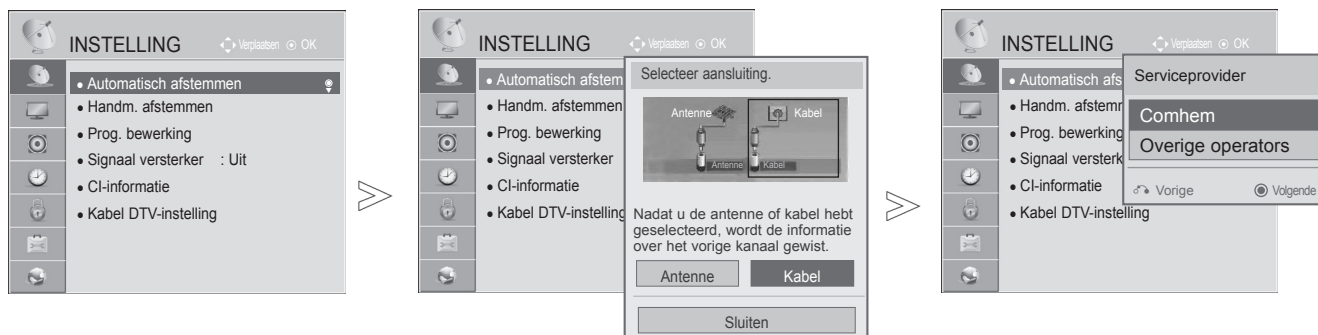 INSTELLING
Verplaatsen OK
• Automatisch afstemmen
• Handm. afstemmen
• Prog. bewerking
• Signaal versterker : Uit
• CI-informatie
• Kabel DTV-instelling
INSTELLING
Verplaatsen OK
• Automatisch afstem
• Handm. afstemmen
• Prog. bewerking
• Signaal versterker
• CI-informatie
• Kabel DTV-instelling
Selecteer aansluiting.
Antenne Kabel
Antenne Kabel
Nadat u de antenne of kabel hebt
geselecteerd, wordt de informatie
over het vorige kanaal gewist.
Antenne Kabel
Sluiten
INSTELLING
Verplaatsen OK
• Automatisch afs
• Handm. afstemm
• Prog. bewerking
• Signaal versterk
• CI-informatie
• Kabel DTV-instelling
Serviceprovider
Comhem
Overige operators
Vorige Volgende